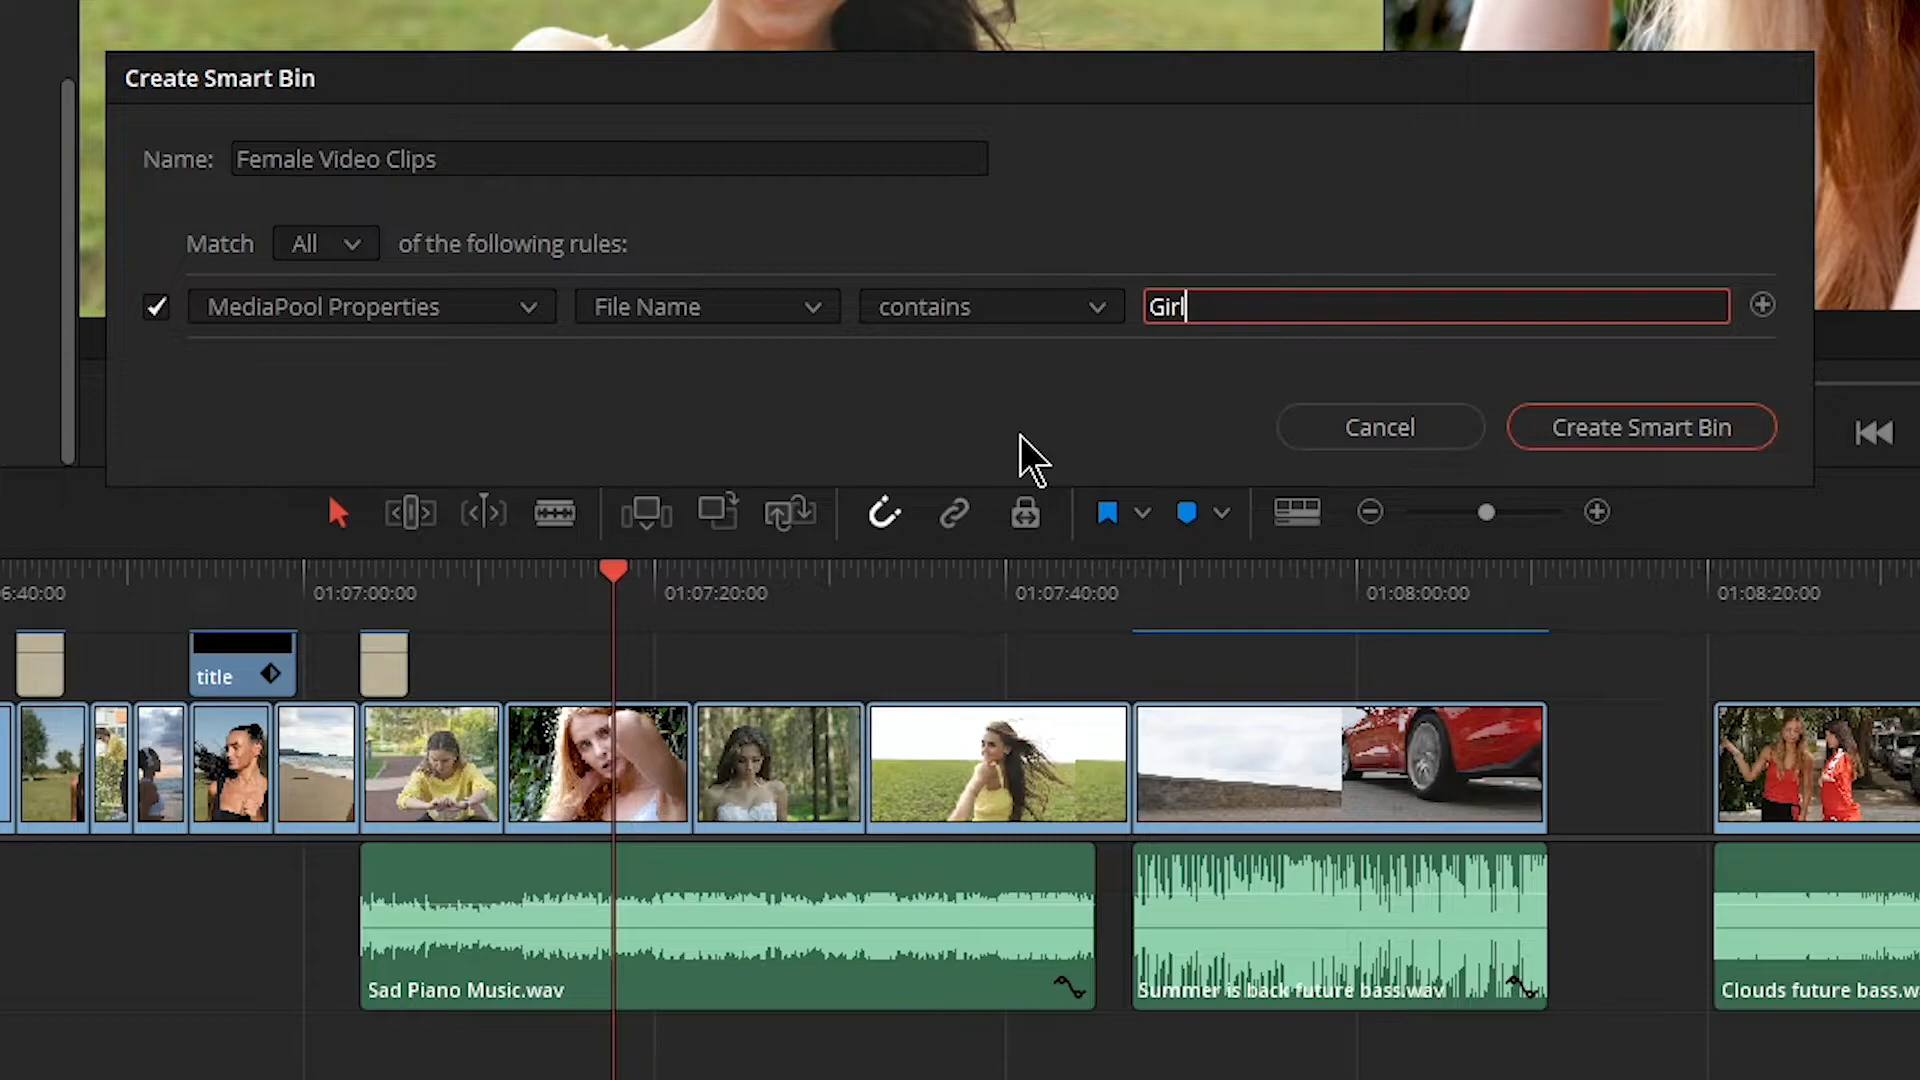 Create Smart Bin
Name: Female Video Clips
Match All of the following rules:
MediaPool Properties File Name contains Girl
Cancel Create Smart Bin
6:40:00 01:07:00:00 01:07:20:00 01:07:40:00 01:08:00:00 01:08:20:00
title
Sad Piano Music.wav Summer is back future bass.wav Clouds future bass.w